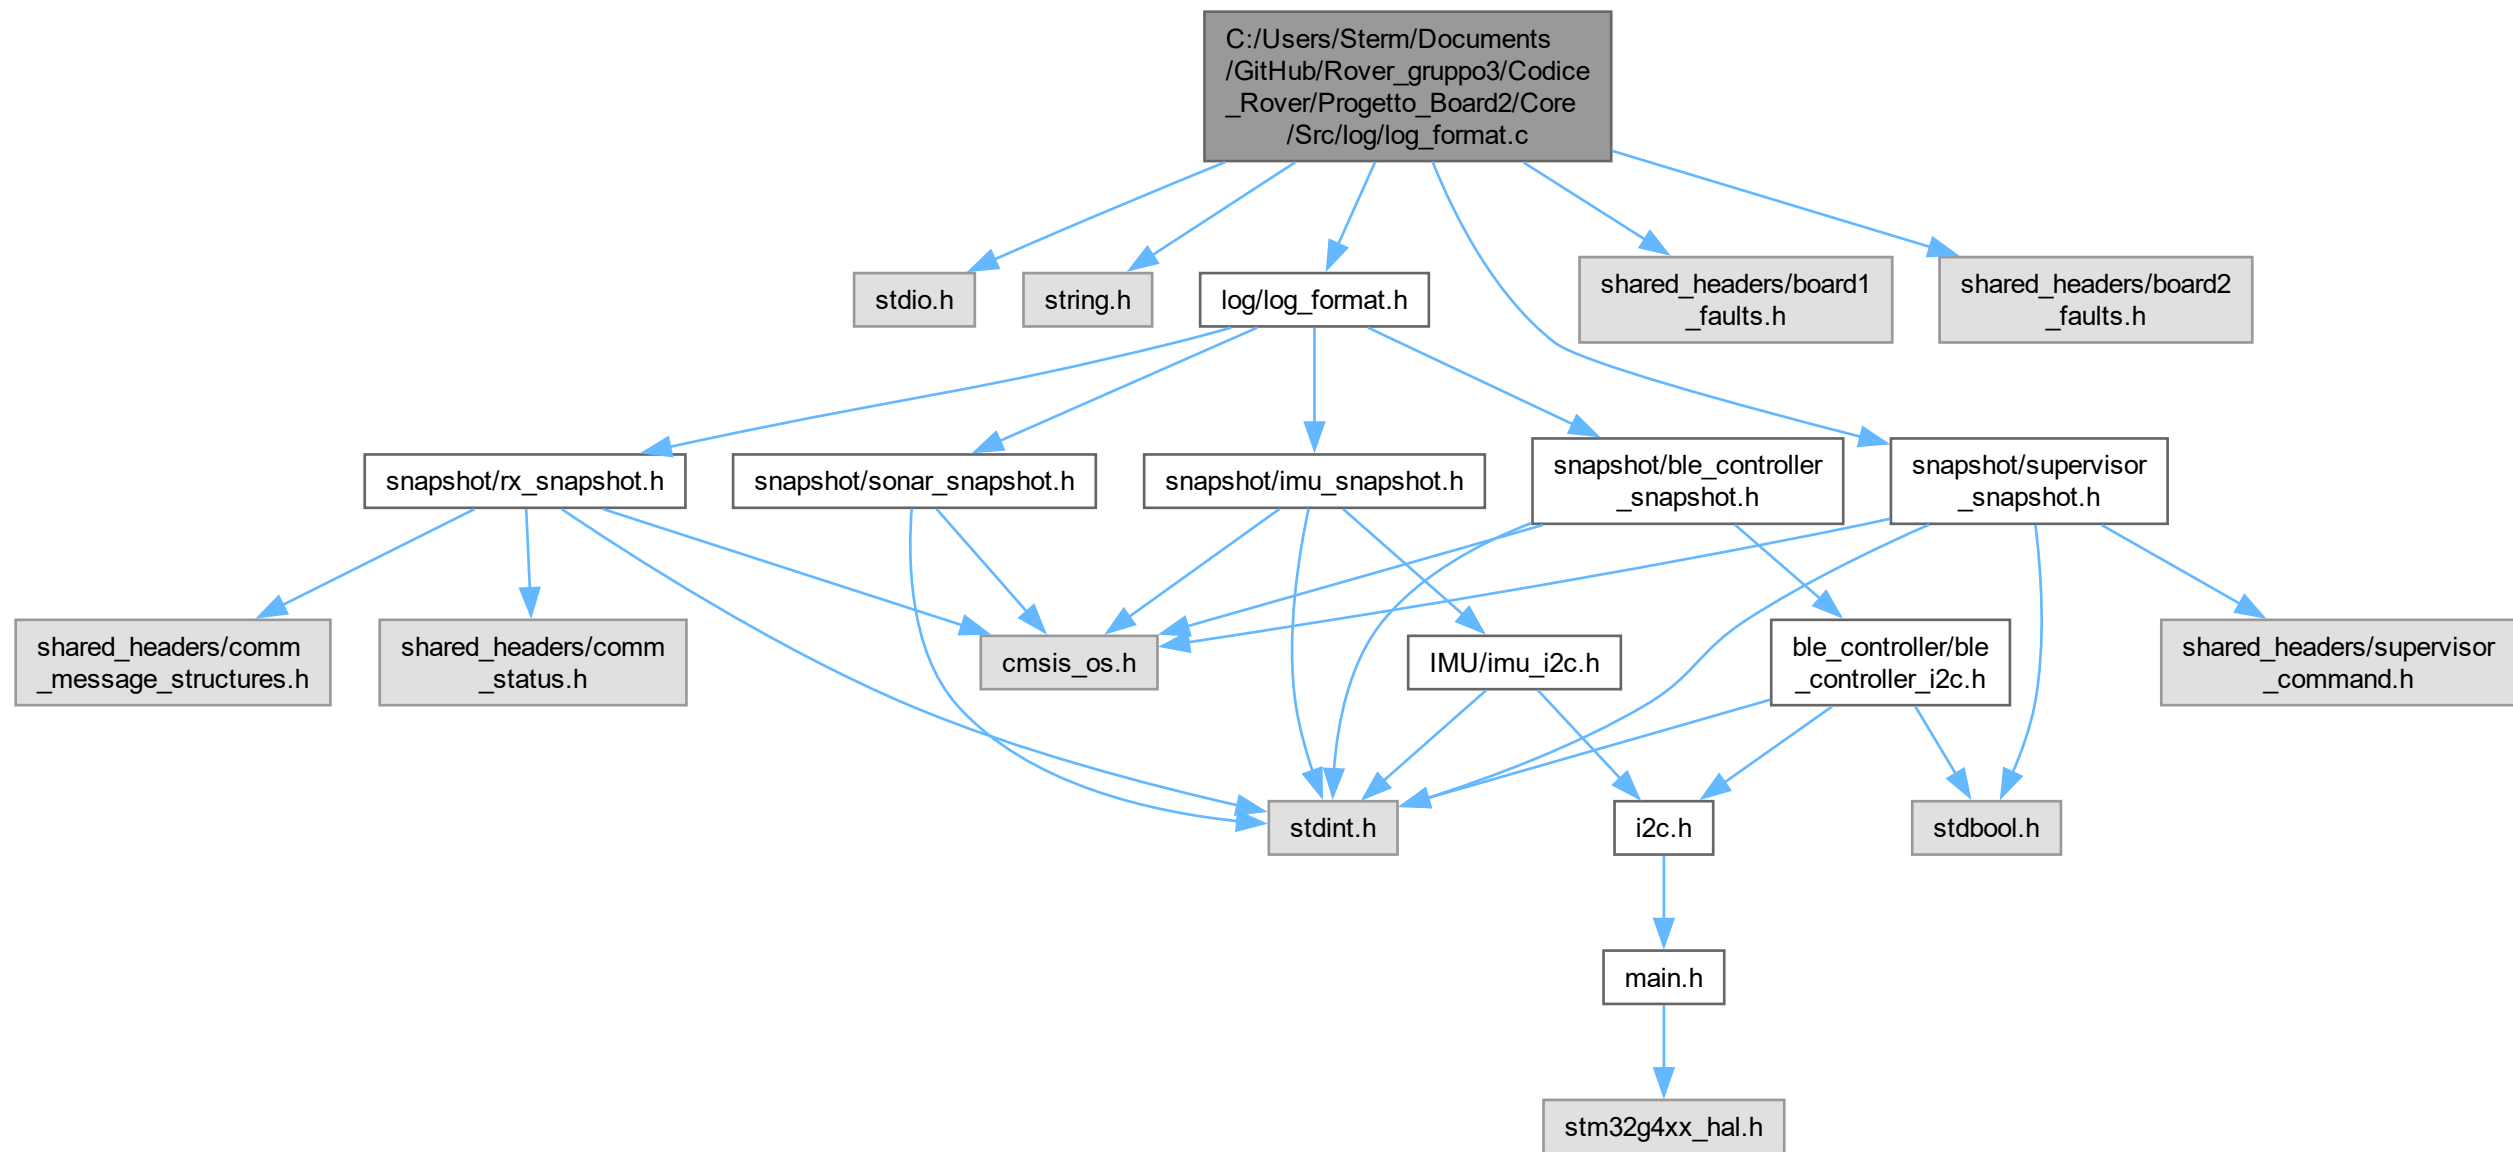 C:/Users/Sterm/Documents
/GitHub/Rover_gruppo3/Codice
_Rover/Progetto_Board2/Core
/Src/log/log_format.c
stdio.h
string.h
log/log_format.h
shared_headers/board1
_faults.h
shared_headers/board2
_faults.h
snapshot/rx_snapshot.h
snapshot/sonar_snapshot.h
snapshot/imu_snapshot.h
snapshot/ble_controller
_snapshot.h
snapshot/supervisor
_snapshot.h
shared_headers/comm
_message_structures.h
shared_headers/comm
_status.h
cmsis_os.h
IMU/imu_i2c.h
ble_controller/ble
_controller_i2c.h
shared_headers/supervisor
_command.h
stdint.h
i2c.h
stdbool.h
main.h
stm32g4xx_hal.h